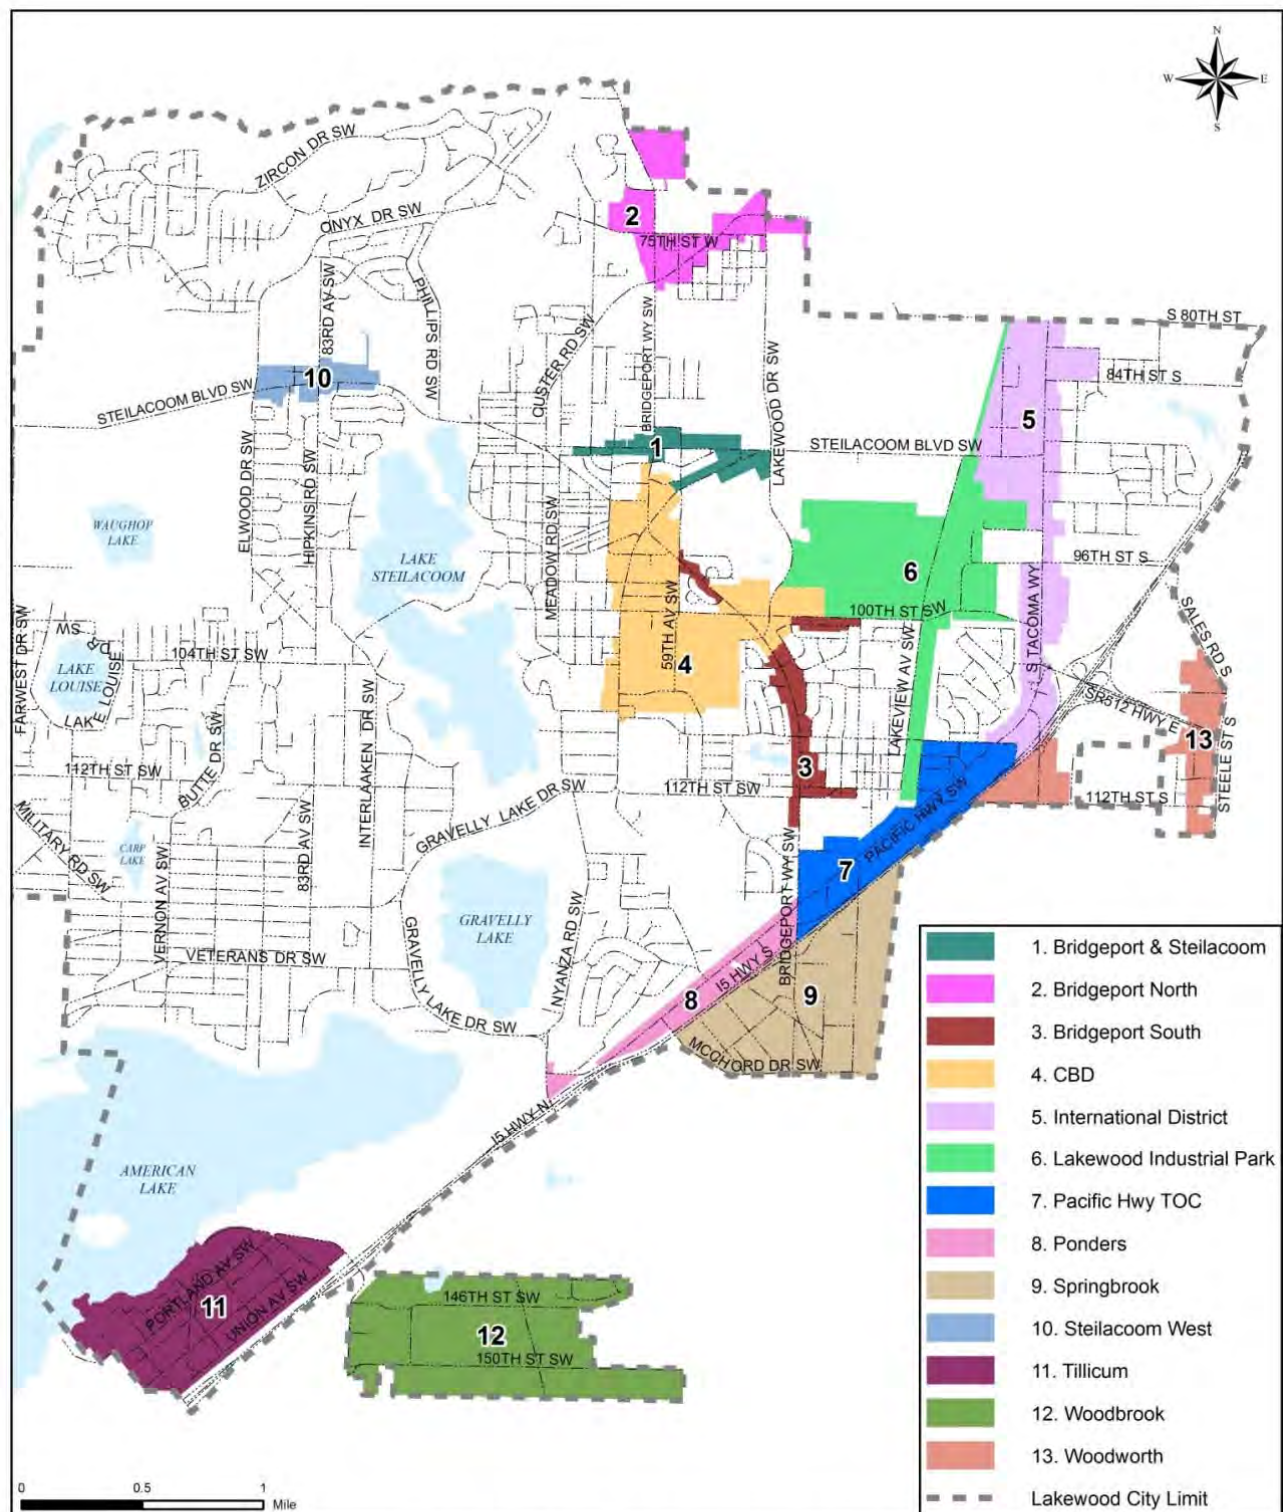 N
W E
S
ZIRCON DR SW
ONYX DR SW
2
75TH ST W
83RD AV SW
PHILLIPS RD SW
CUSTER RD SW
BRIDGEPORT WY SW
LAKEWOOD DR SW
S 80TH ST
84TH ST S
10
STEILACOOM BLVD SW
5
1
STEILACOOM BLVD SW
ELWOOD DR SW
HIPKINS RD SW
WAUGHOP
LAKE
LAKE
STEILACOOM
MEADOW RD SW
96TH ST S
6
100TH ST SW
S TACOMA WY
SALES RD S
FARWEST DR SW
SW
DR
LAKE
LOUISE
E LOUISE
LAK
104TH ST SW
59TH AV SW
4
LAKEVIEW AV SW
SR512 HWY E
13
STEELE ST S
INTERLAAKEN DR SW
3
112TH ST SW
BUTTE DR SW
112TH ST SW
112TH ST S
MILITARY RD SW
CARP
LAKE
83RD AV SW
GRAVELLY LAKE DR SW
PACIFIC HWY SW
7
VERNON AV SW
GRAVELLY
LAKE
NYANZA RD SW
BRIDGEPORT WY SW
VETERANS DR SW
GRAVELLY LAKE DR SW
I5 HWY S
8
9
MCCHORD DR SW
I5 HWY N
AMERICAN
LAKE
PORTLAND AV SW
UNION AV SW
11
146TH ST SW
12
150TH ST SW
1. Bridgeport & Steilacoom
2. Bridgeport North
3. Bridgeport South
4. CBD
5. International District
6. Lakewood Industrial Park
7. Pacific Hwy TOC
8. Ponders
9. Springbrook
10. Steilacoom West
11. Tillicum
12. Woodbrook
13. Woodworth
Lakewood City Limit
0 0.5 1
Mile